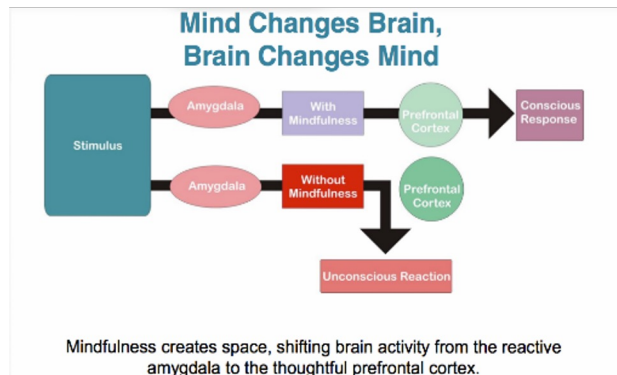 Mind Changes Brain,
Brain Changes Mind
Stimulus
Amygdala
With
Mindfulness
Prefrontal
Cortex
Conscious
Response
Amygdala
Without
Mindfulness
Prefrontal
Cortex
Unconscious Reaction
Mindfulness creates space, shifting brain activity from the reactive
amygdala to the thoughtful prefrontal cortex.